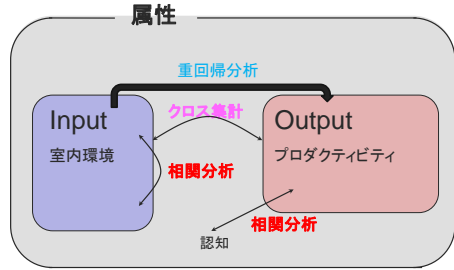 属性
重回帰分析
クロス集計
Input
室内環境
相関分析
Output
プロダクティビティ
相関分析
認知